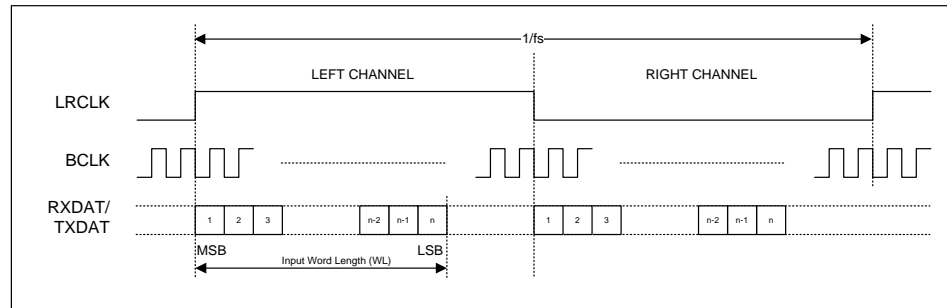 1/fs
LEFT CHANNEL RIGHT CHANNEL
LRCLK
BCLK
RXDAT/
TXDAT
1 2 3 n-2 n-1 n 1 2 3 n-2 n-1 n
MSB LSB
Input Word Length (WL)